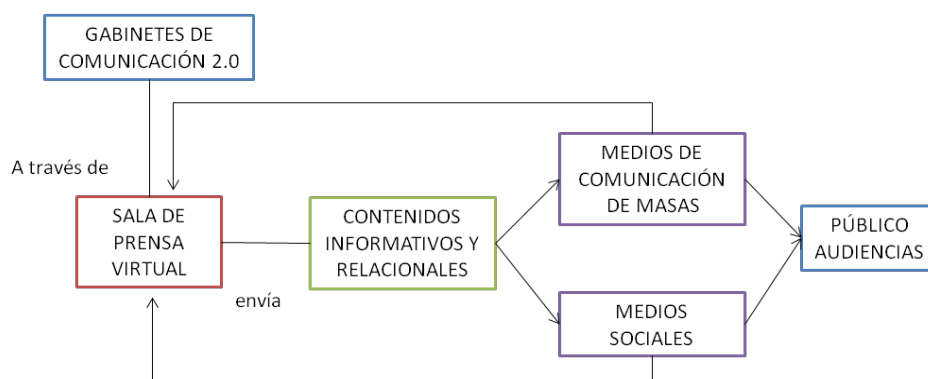 GABINETES DE
COMUNICACIÓN 2.0
A través de
SALA DE
PRENSA
VIRTUAL
envía
CONTENIDOS
INFORMATIVOS Y
RELACIONALES
MEDIOS DE
COMUNICACIÓN
DE MASAS
MEDIOS
SOCIALES
PÚBLICO
AUDIENCIAS